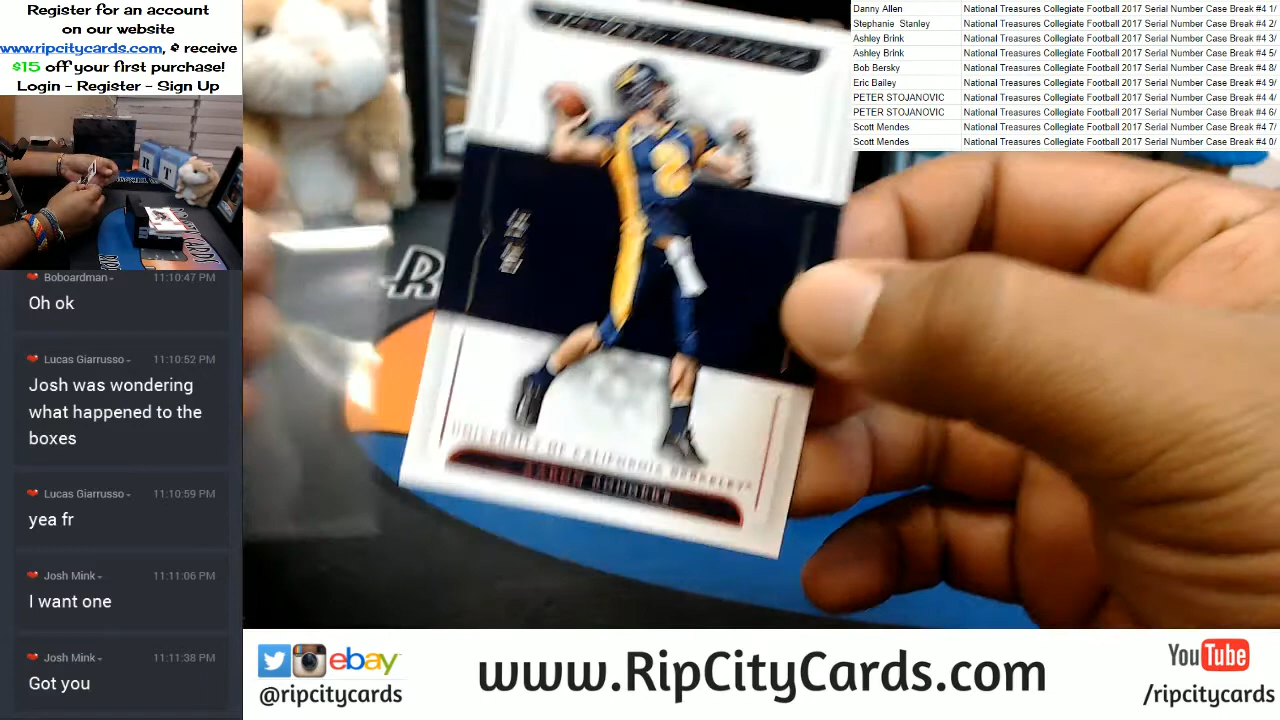 Register for an account
on our website
www.ripcitycards.com, & receive
$15 off your first purchase!
Login - Register - Sign Up
Danny Allen National Treasures Collegiate Football 2017 Serial Number Case Break #4 1/
Stephanie Stanley National Treasures Collegiate Football 2017 Serial Number Case Break #4 2/
Ashley Brink National Treasures Collegiate Football 2017 Serial Number Case Break #4 3/
Ashley Brink National Treasures Collegiate Football 2017 Serial Number Case Break #4 5/
Bob Bersky National Treasures Collegiate Football 2017 Serial Number Case Break #4 8/
Eric Bailey National Treasures Collegiate Football 2017 Serial Number Case Break #4 9/
PETER STOJANOVIC National Treasures Collegiate Football 2017 Serial Number Case Break #4 4/
PETER STOJANOVIC National Treasures Collegiate Football 2017 Serial Number Case Break #4 6/
Scott Mendes National Treasures Collegiate Football 2017 Serial Number Case Break #4 7/
Scott Mendes National Treasures Collegiate Football 2017 Serial Number Case Break #4 0/
R T
Boboardman 11:10:47 PM
Oh ok
Lucas Giarrusso 11:10:52 PM
Josh was wondering
what happened to the
boxes
Lucas Giarrusso 11:10:59 PM
yea fr
Josh Mink 11:11:06 PM
I want one
Josh Mink 11:11:38 PM
Got you
8
R
UNIVERSITY OF CALIFORNIA BERKELEY
ebay
@ripcitycards
www.RipCityCards.com
YouTube
/ripcitycards